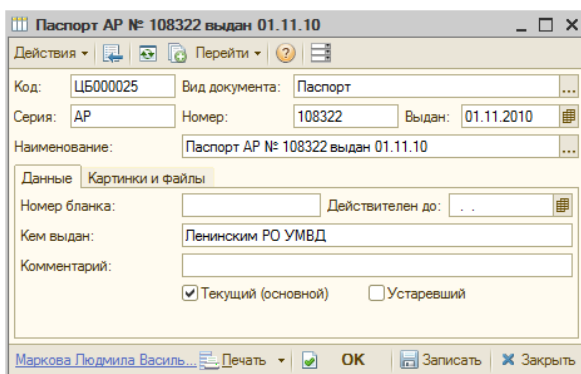 Паспорт АР № 108322 выдан 01.11.10
Действия Перейти ?
Код: ЦБ000025 Вид документа: Паспорт ...
Серия: АР Номер: 108322 Выдан: 01.11.2010
Наименование: Паспорт АР № 108322 выдан 01.11.10 ...
Данные Картинки и файлы
Номер бланка: Действителен до: . .
Кем выдан: Ленинским РО УМВД
Комментарий:
Текущий (основной) Устаревший
Маркова Людмила Василь... Печать OK Записать Закрыть